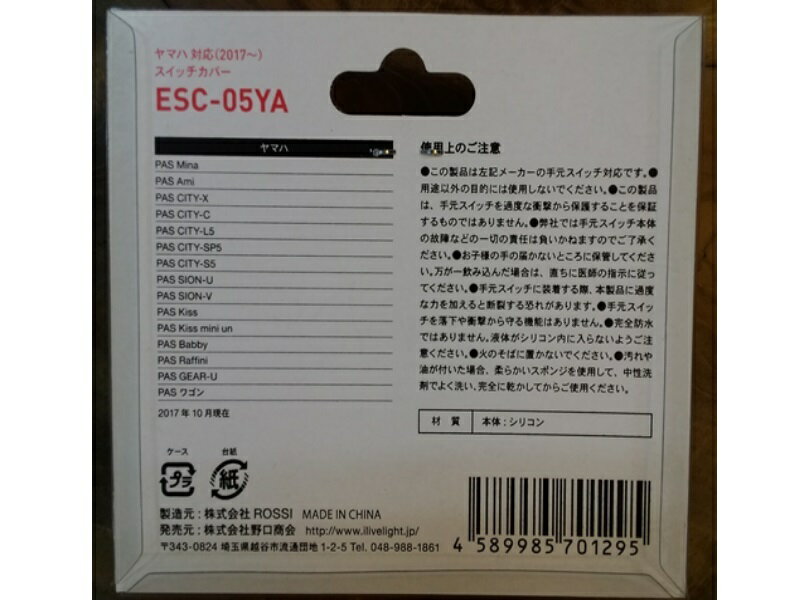 ヤマハ 対応(2017〜)
スイッチカバー
ESC-05YA
ヤマハ
PAS Mina
PAS Ami
PAS CITY-X
PAS CITY-C
PAS CITY-L5
PAS CITY-SP5
PAS CITY-S5
PAS SION-U
PAS SION-V
PAS Kiss
PAS Kiss mini un
PAS Babby
PAS Raffini
PAS GEAR-U
PAS ワゴン
2017 年 10 月現在
使用上のご注意
●この製品は左記メーカーの手元スイッチ対応です。●
用途以外の目的には使用しないでください。●この製品
は、手元スイッチを過度な衝撃から保護することを保証
するものではありません。●弊社では手元スイッチ本体
の故障などの一切の責任は負いかねますのでご了承く
ださい。●お子様の手の届かないところに保管してくださ
い。万が一飲み込んだ場合は、直ちに医師の指示に従っ
てください。●手元スイッチに装着する際、本製品に過度
な力を加えると断裂する恐れがあります。●手元スイッ
チを落下や衝撃から守る機能はありません。●完全防水
ではありません。液体がシリコン内に入らないようご注
意ください。●火のそばに置かないでください。●汚れや
油が付いた場合、柔らかいスポンジを使用して、中性洗
剤でよく洗い、完全に乾かしてからご使用ください。
材 質 本体：シリコン
ケース 台紙
プラ 紙
製造元：株式会社 ROSSI MADE IN CHINA
発売元：株式会社野口商会 http://www.ilivelight.jp/
〒343-0824 埼玉県越谷市流通団地 1-2-5 Tel. 048-988-1861
4 589985 701295